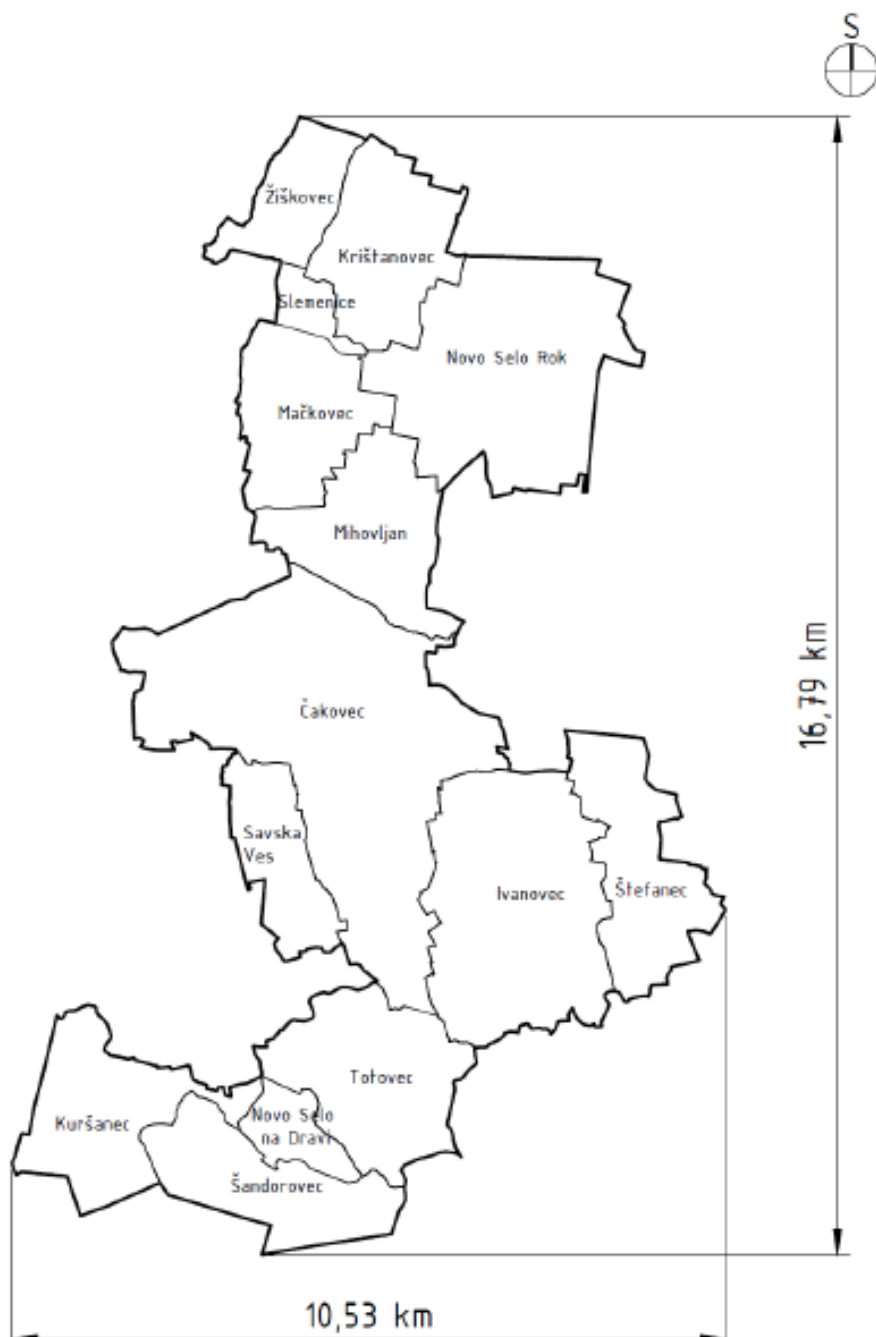 S
Žiškovec
Krištanovec
Slemenice
Novo Selo Rok
Mačkovec
Mihovljan
16,79 km
Čakovec
Savska
Ves
Ivanovec
Štefanec
Totovec
Kuršanec
Novo Selo
na Dravi
Šandorovec
10,53 km